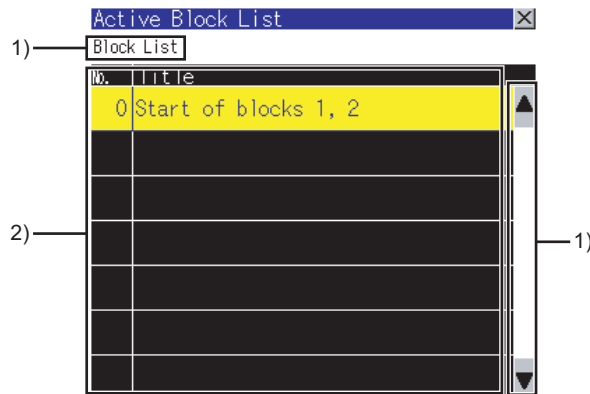 Active Block List
1)
Block List
No. Title
0 Start of blocks 1, 2
2)
1)